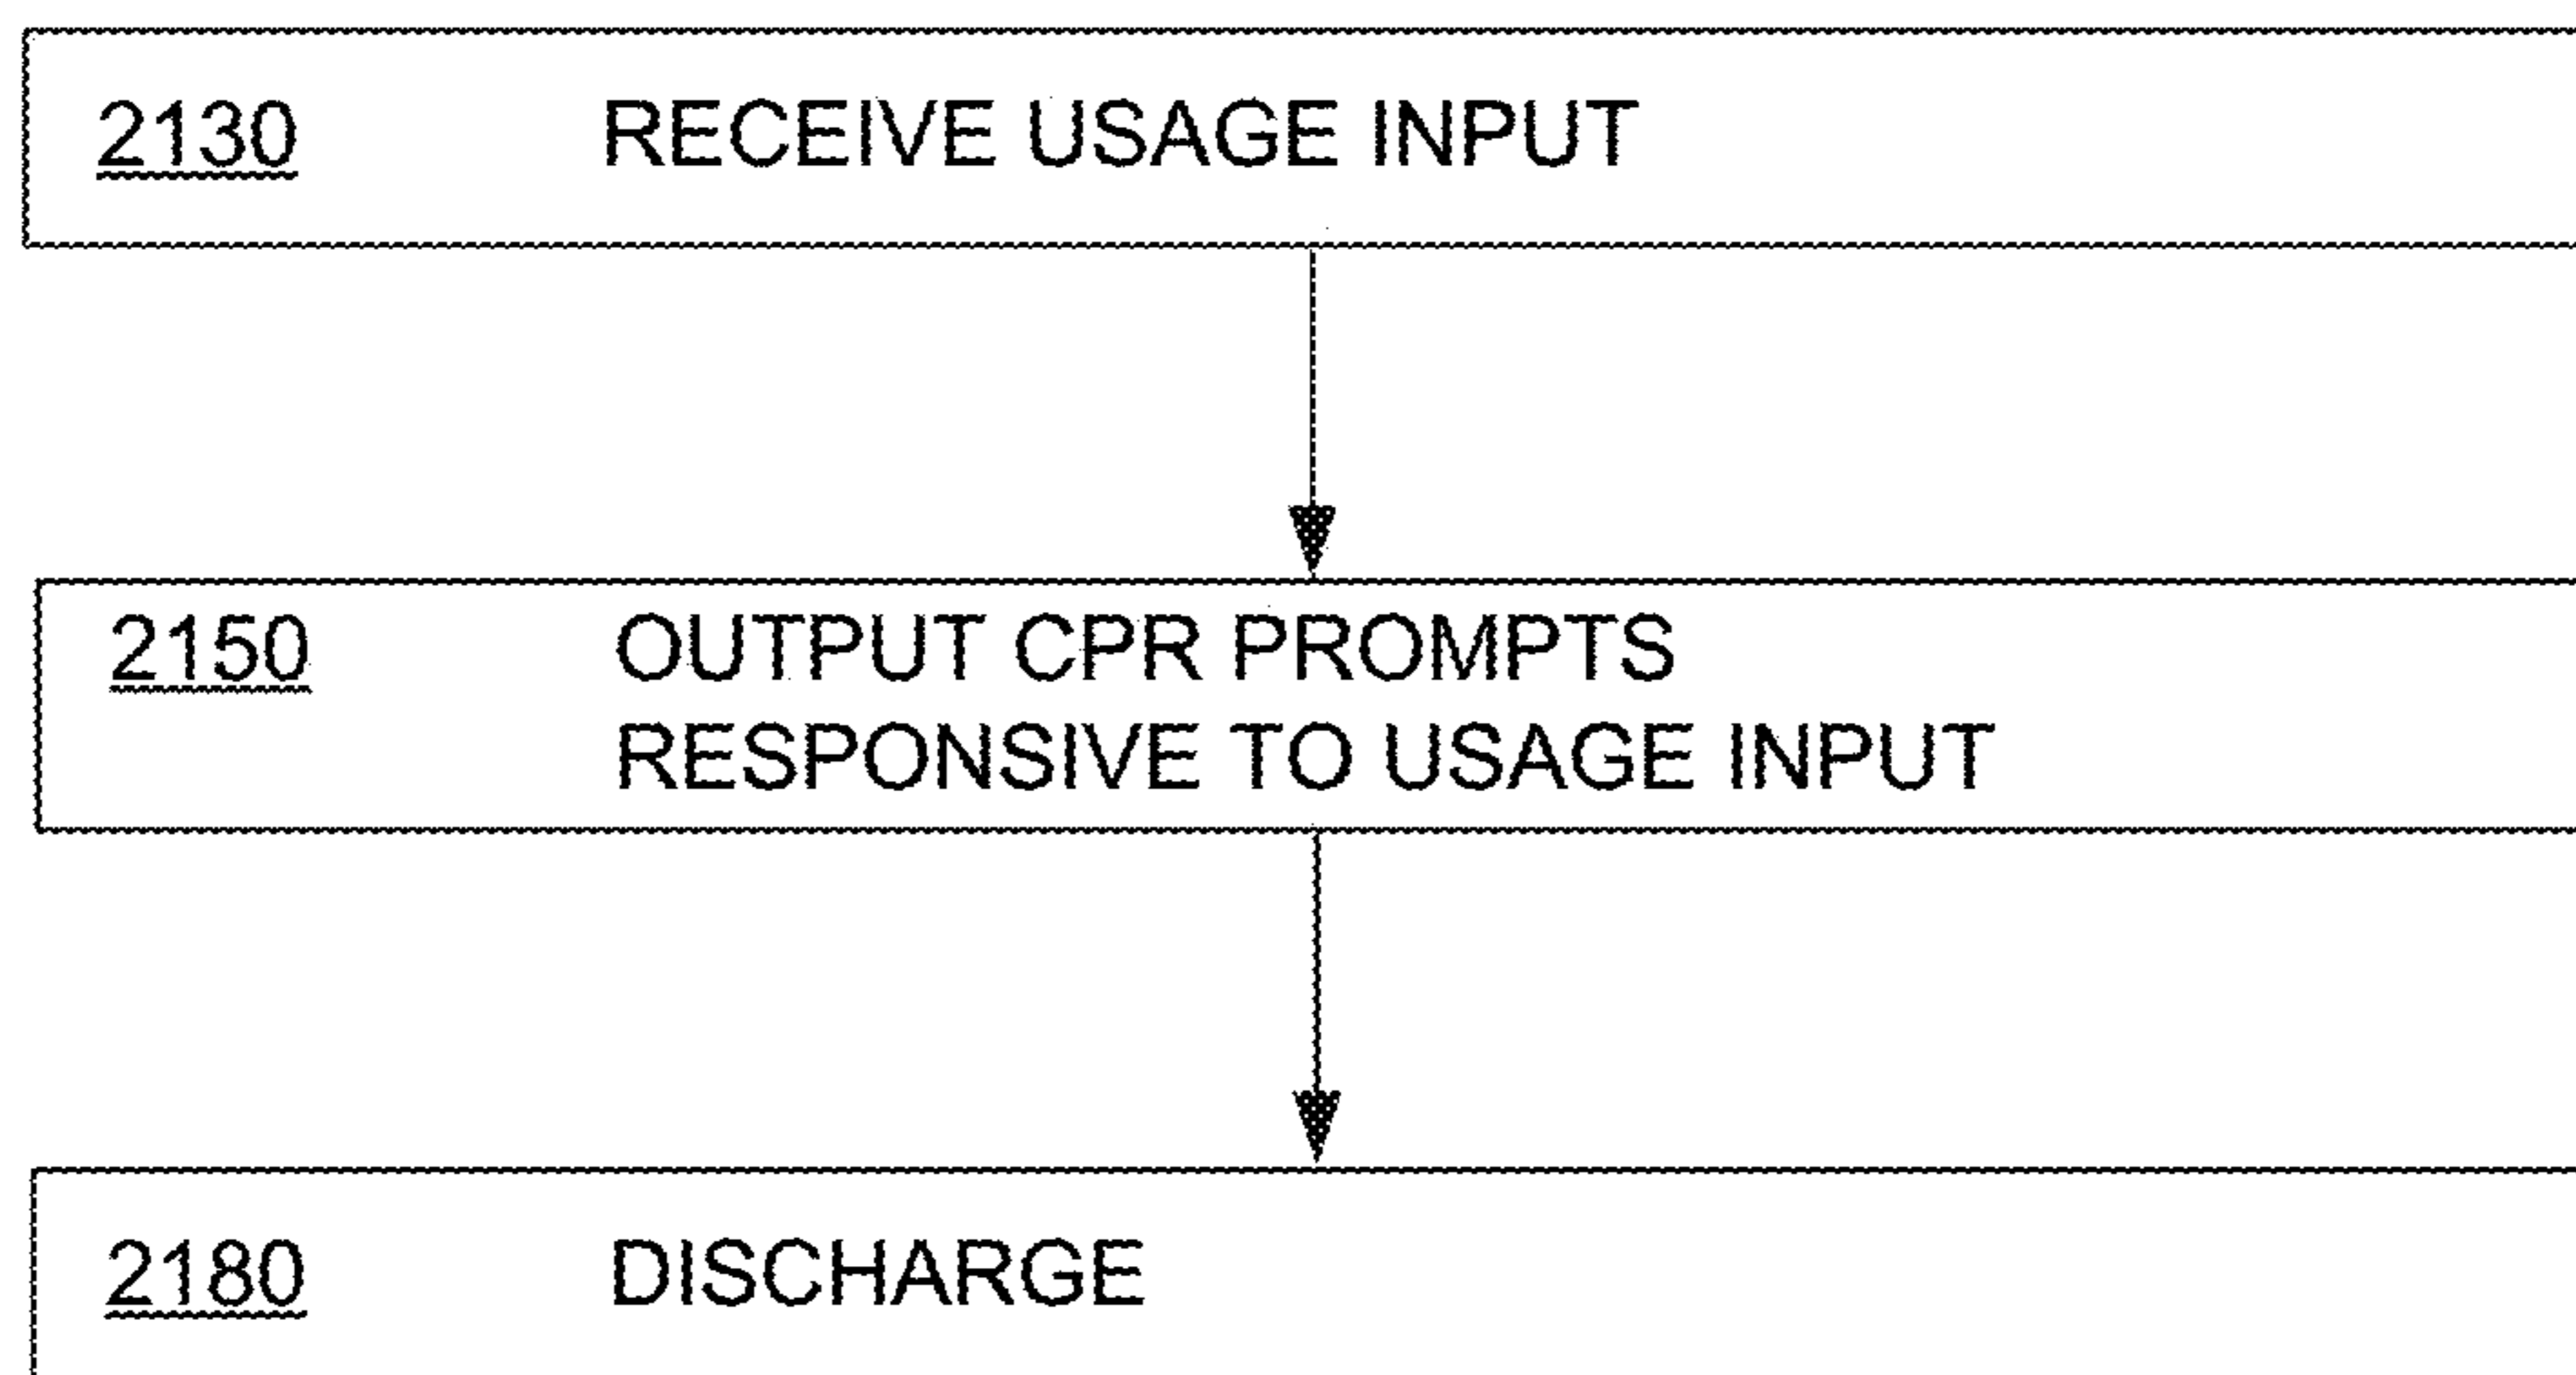 2130 RECEIVE USAGE INPUT
2150 OUTPUT CPR PROMPTS
RESPONSIVE TO USAGE INPUT
2180 DISCHARGE